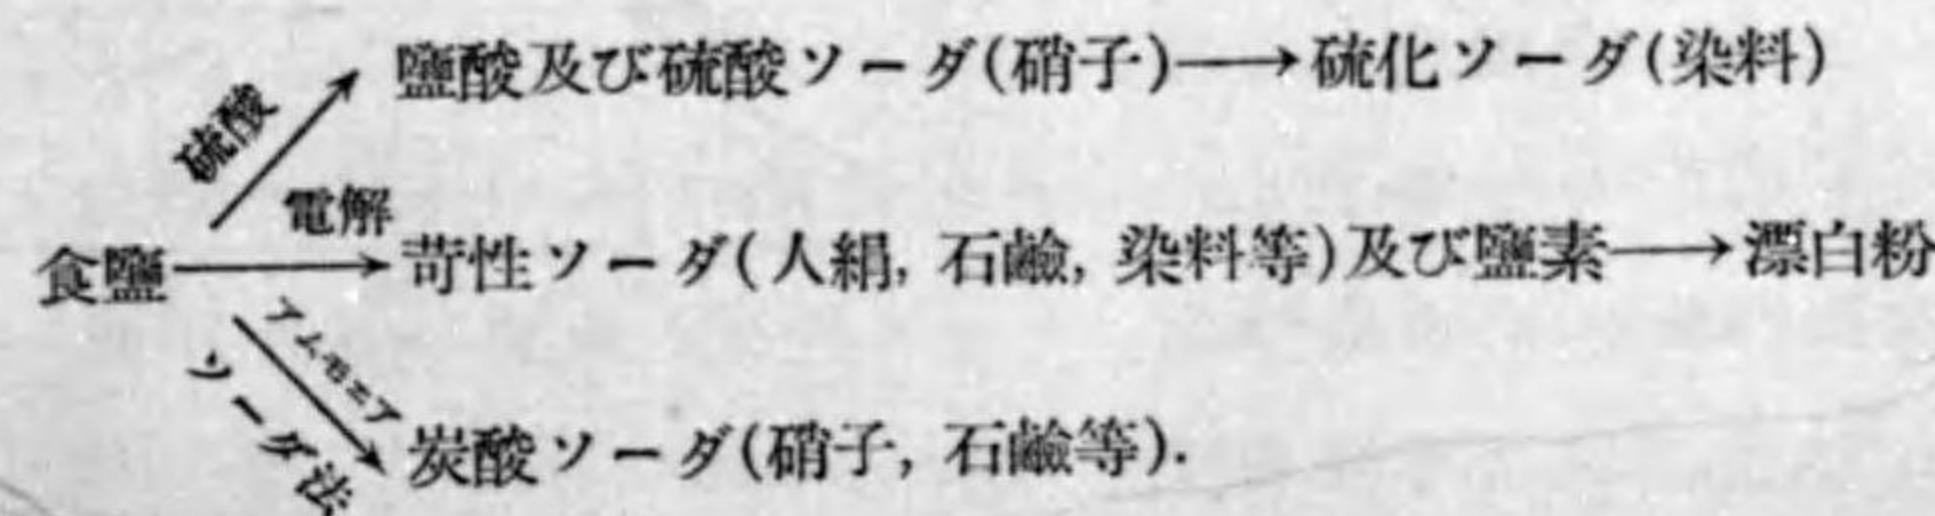 鹽酸及び硫酸ソーダ(硝子)⟶硫化ソーダ(染料)
硫酸
電解
食鹽⟶苛性ソーダ(人絹, 石鹼, 染料等)及び鹽素⟶漂白粉
アムモニア
ソーダ法
炭酸ソーダ(硝子, 石鹼等).